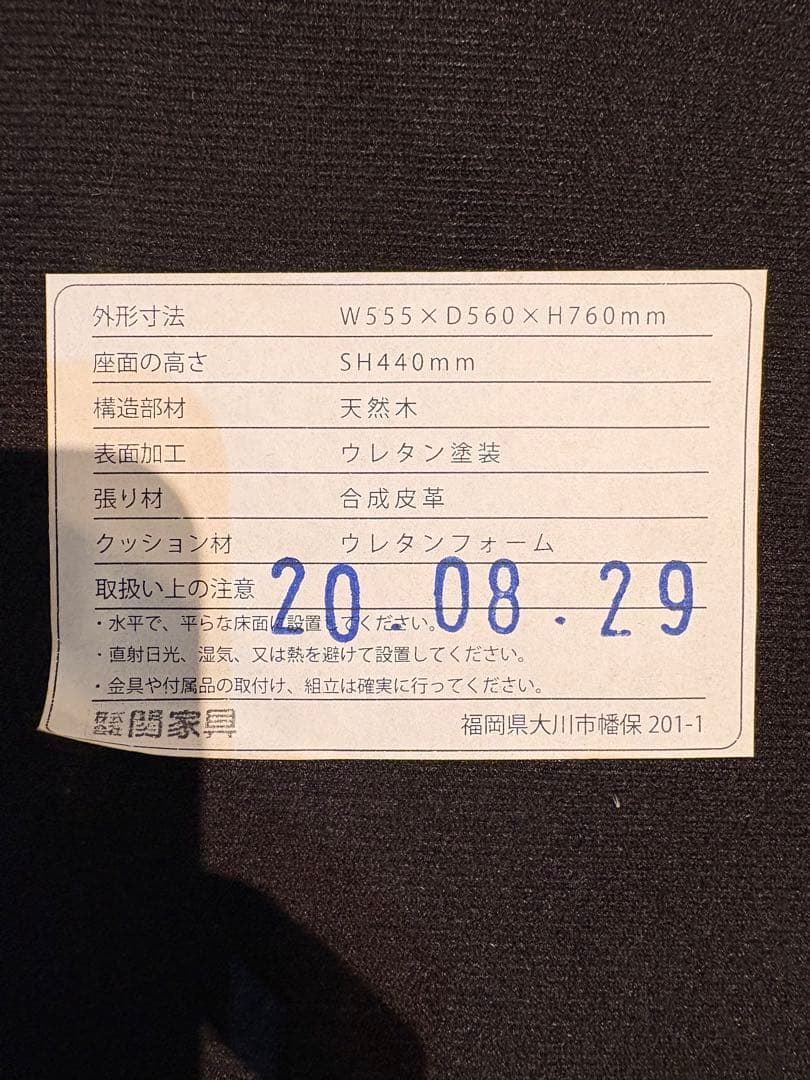 外形寸法 W555×D560×H760mm
座面の高さ SH440mm
構造部材 天然木
表面加工 ウレタン塗装
張り材 合成皮革
クッション材 ウレタンフォーム
取扱い上の注意
20.08.29
・水平で、平らな床面に設置してください。
・直射日光、湿気、又は熱を避けて設置してください。
・金具や付属品の取付け、組立は確実に行ってください。
株式会社関家具 福岡県大川市幡保 201-1